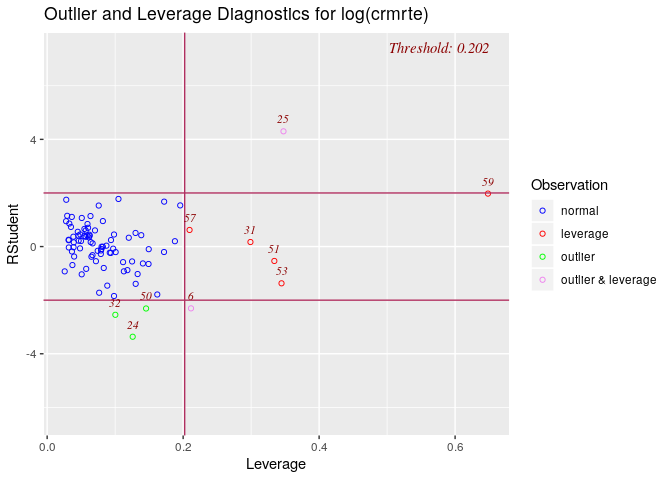 Outlier and Leverage Diagnostics for log(crmrte)
Threshold: 0.202
25
59
57
31
51
53
32
50
6
24
4
0
-4
0.0
0.2
0.4
0.6
Leverage
RStudent
Observation
normal
leverage
outlier
outlier & leverage